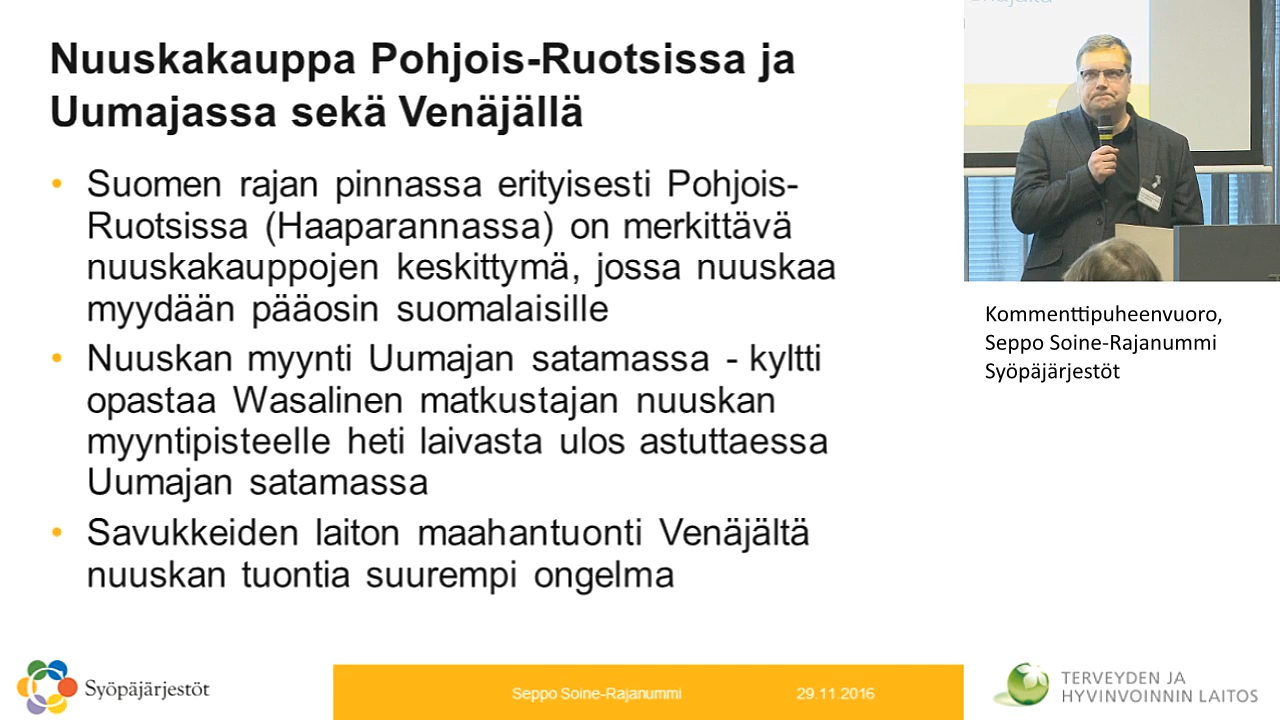 Nuuskakauppa Pohjois-Ruotsissa ja
Uumajassa sekä Venäjällä
• Suomen rajan pinnassa erityisesti Pohjois-
Ruotsissa (Haaparannassa) on merkittävä
nuuskakauppojen keskittymä, jossa nuuskaa
myydään pääosin suomalaisille
• Nuuskan myynti Uumajan satamassa - kyltti
opastaa Wasalinen matkustajan nuuskan
myyntipisteelle heti laivasta ulos astuttaessa
Uumajan satamassa
• Savukkeiden laiton maahantuonti Venäjältä
nuuskan tuontia suurempi ongelma
Kommenttipuheenvuoro,
Seppo Soine-Rajanummi
Syöpäjärjestöt
Syöpäjärjestöt
Seppo Soine-Rajanummi 29.11.2016
TERVEYDEN JA
HYVINVOINNIN LAITOS